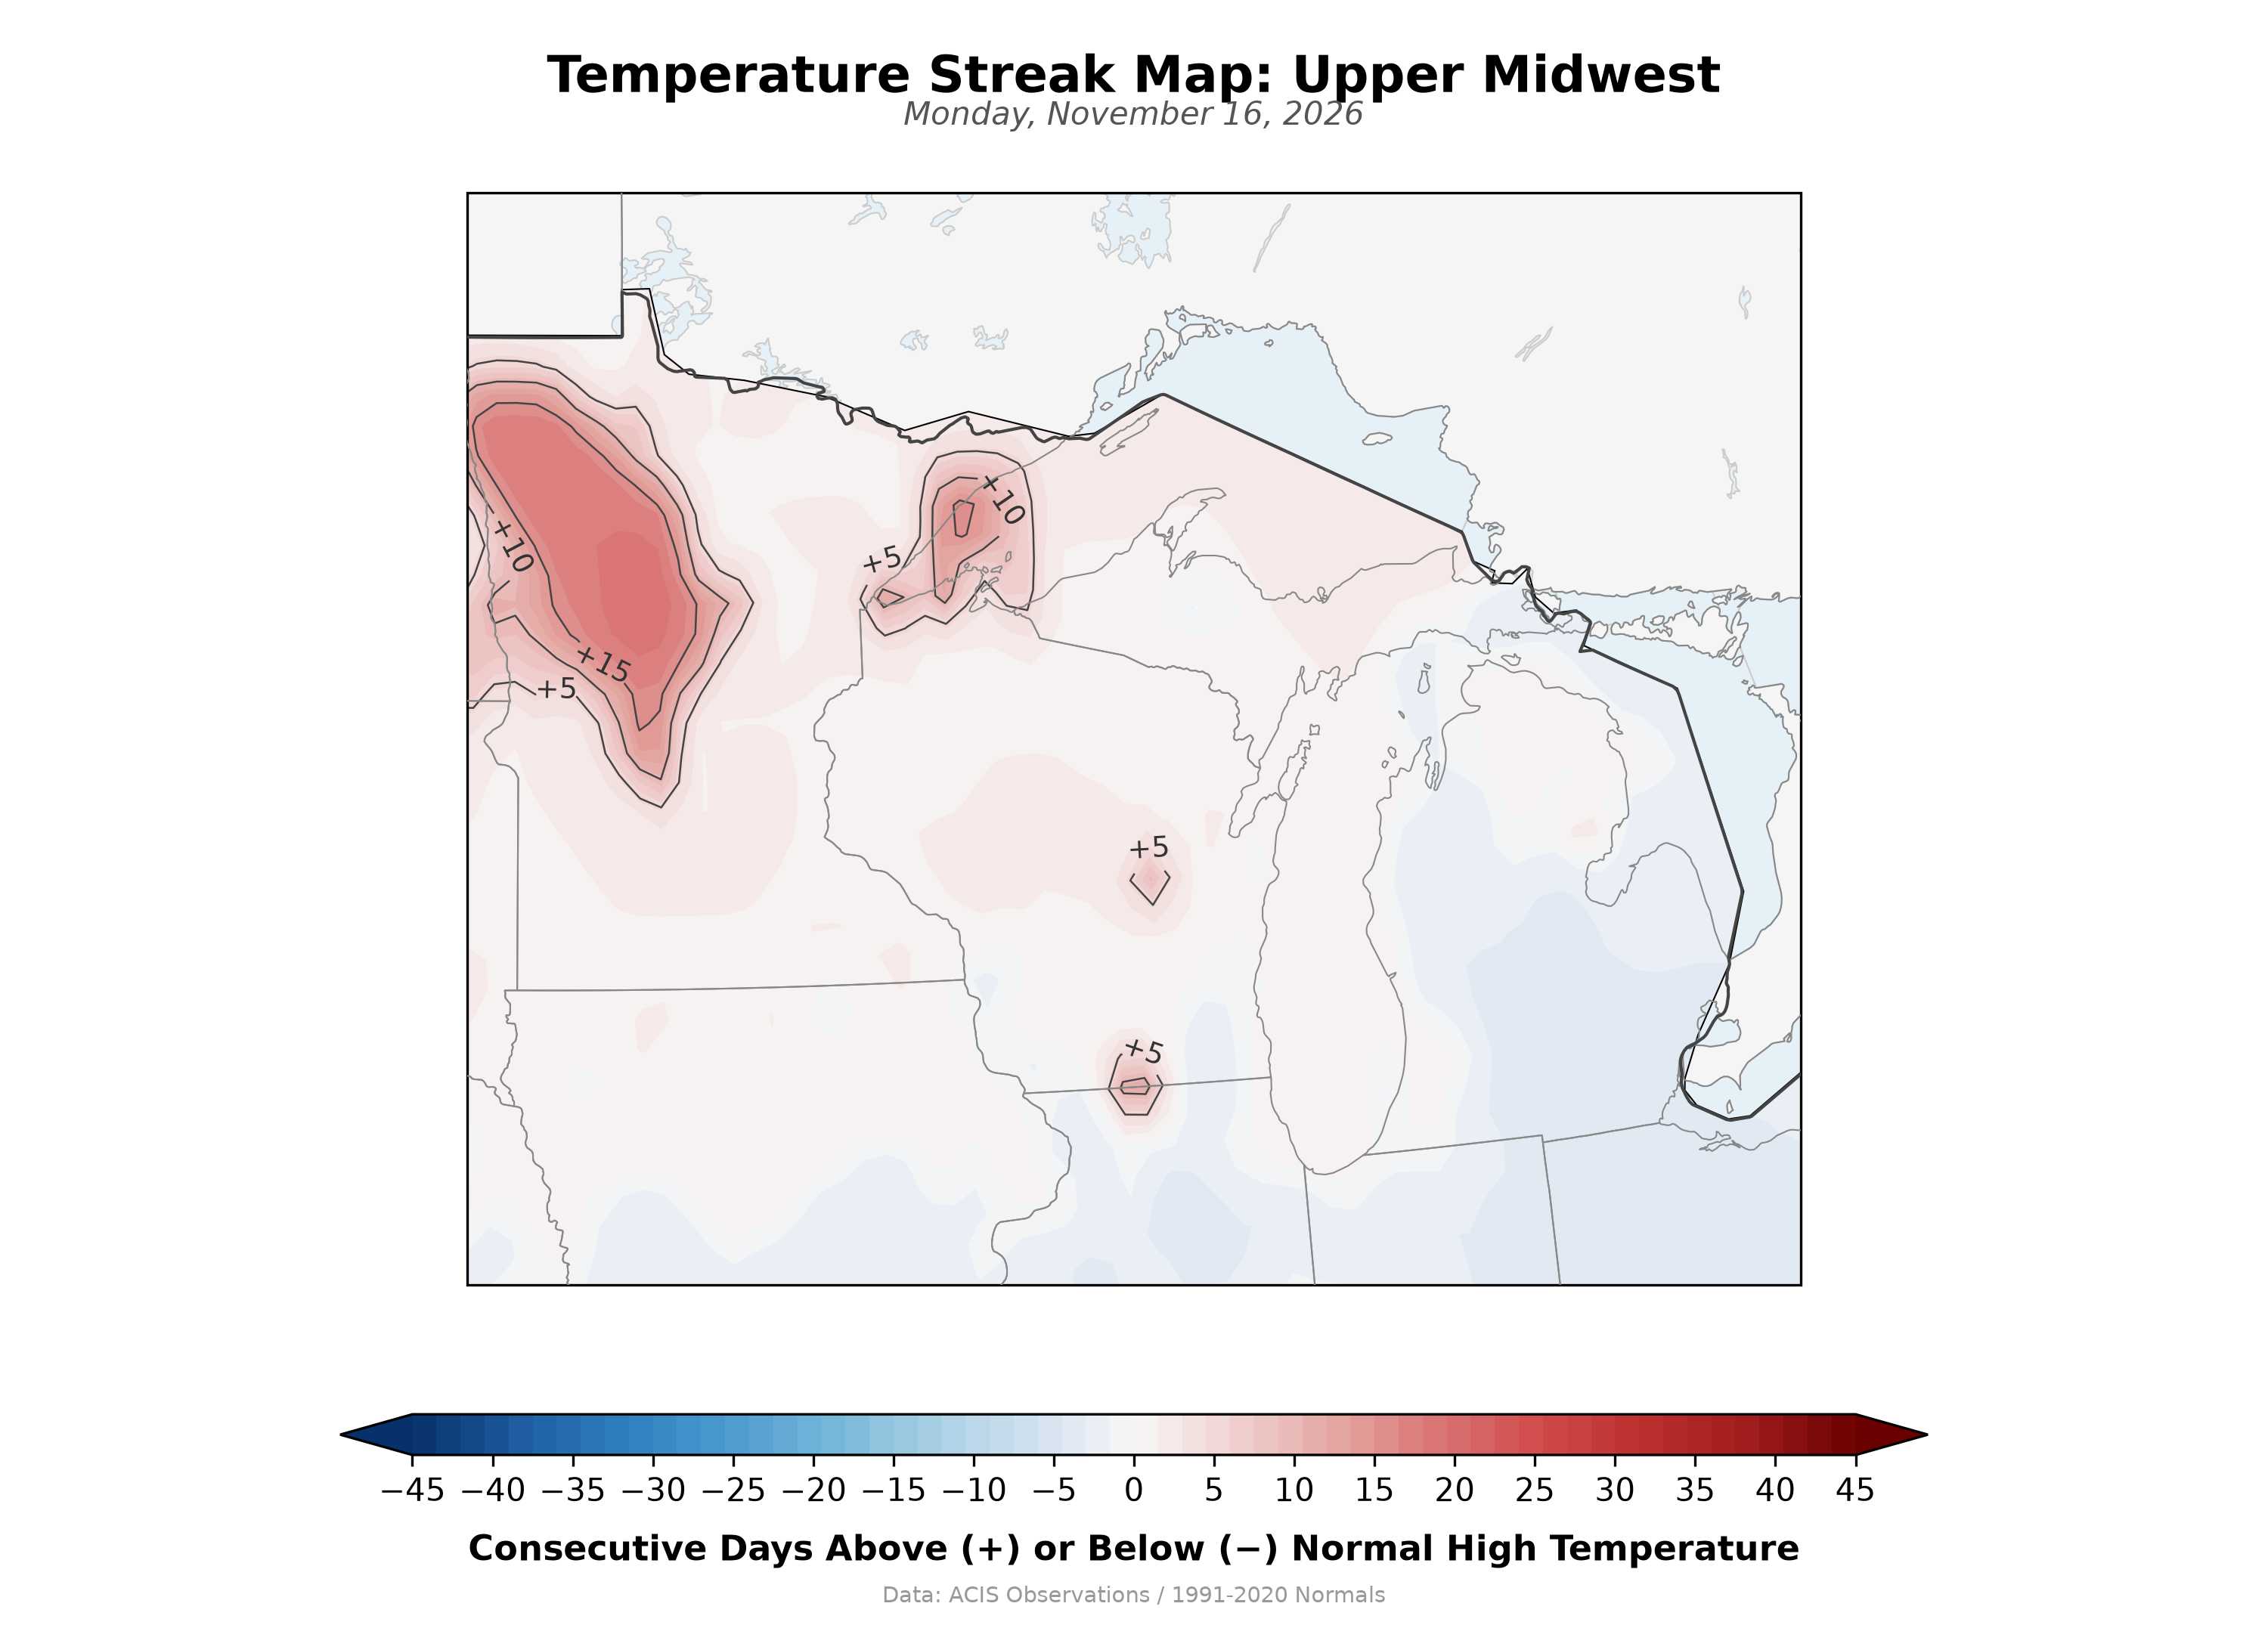 Temperature Streak Map: Upper Midwest
Monday, November 16, 2026
+10
+10
+5
+15
+5
+5
+5
−45 −40 −35 −30 −25 −20 −15 −10 −5 0 5 10 15 20 25 30 35 40 45
Consecutive Days Above (+) or Below (−) Normal High Temperature
Data: ACIS Observations / 1991-2020 Normals